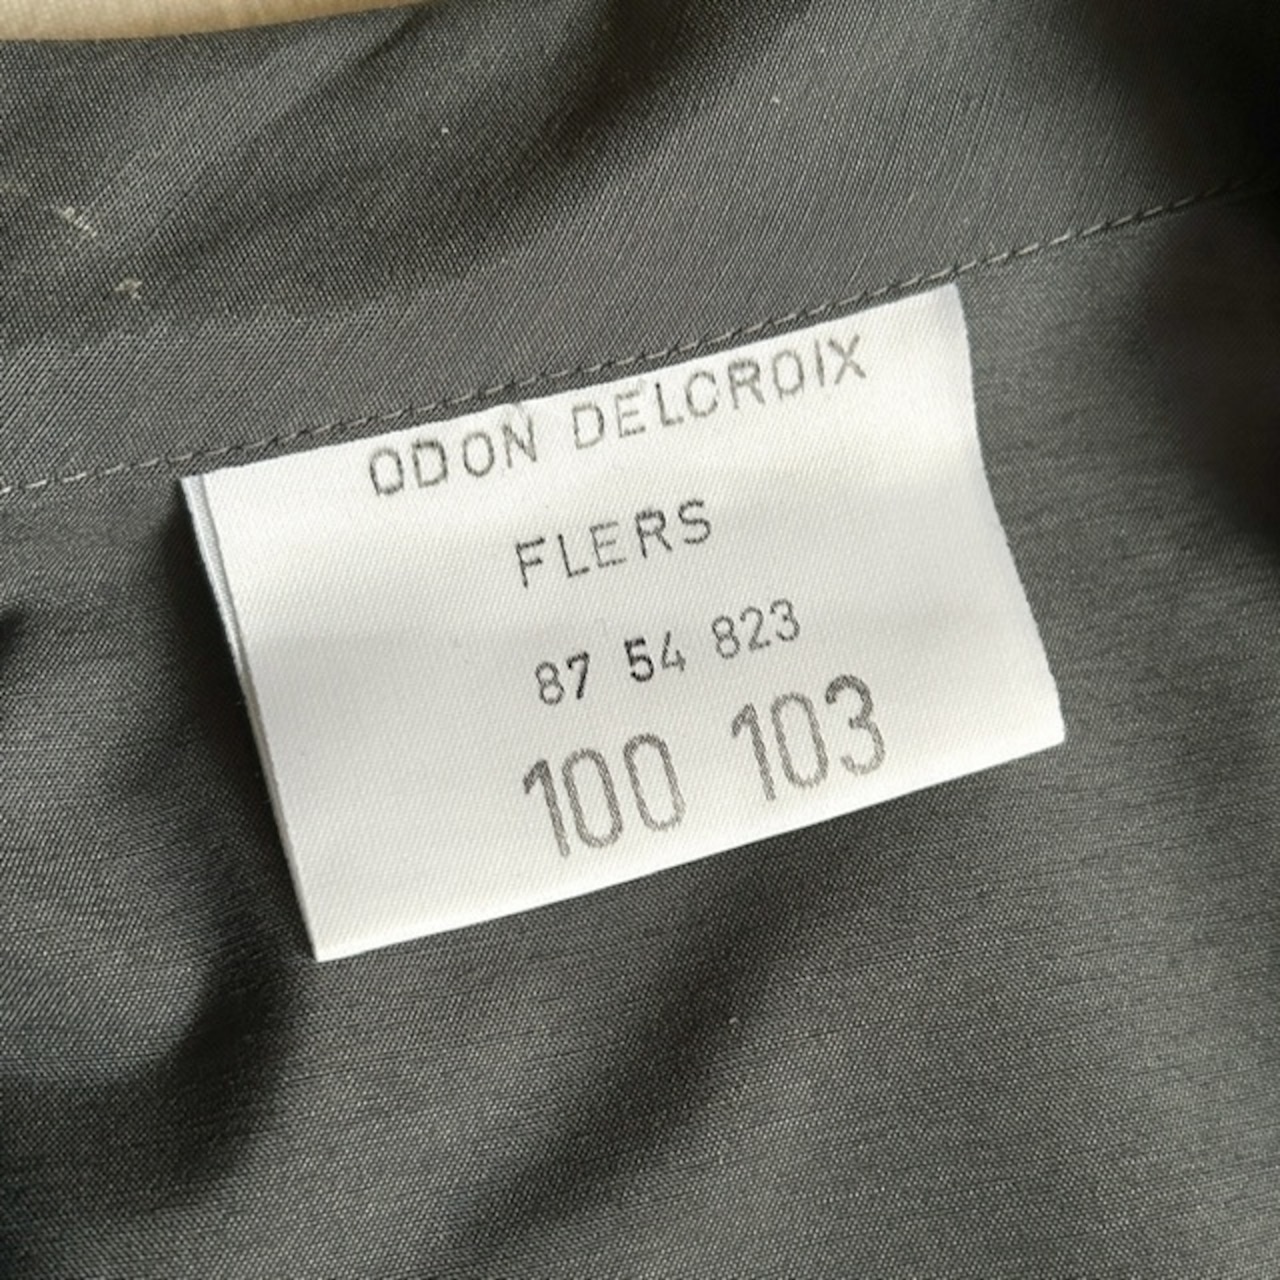 ODON DELCROIX
FLERS
87 54 823
100 103